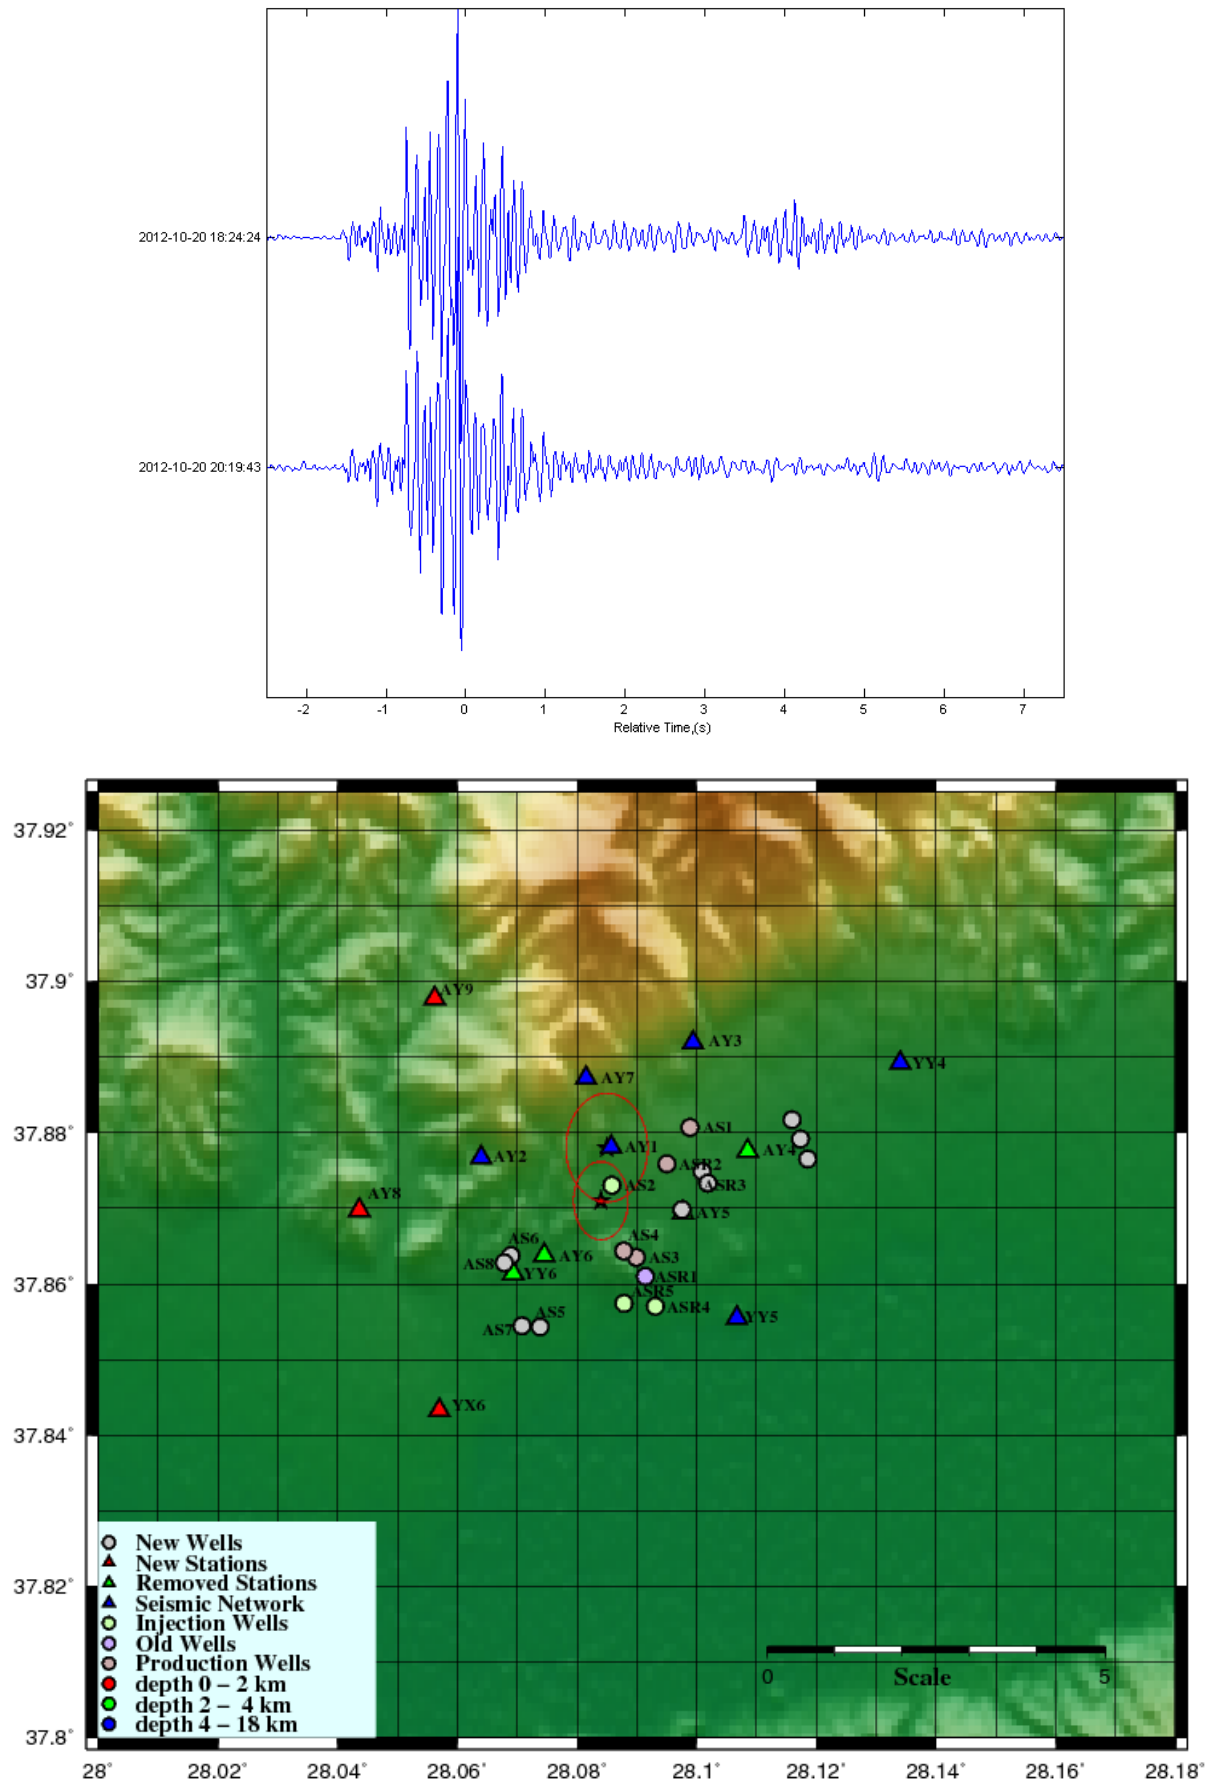 2012-10-20 18:24:24
2012-10-20 20:19:43
-2 -1 0 1 2 3 4 5 6 7
Relative Time,(s)
37.92°
37.9°
AY9
AY3
YY4
AY7
37.88°
AS1
AY1
AY4
AY2
ASR2
AS2
ASR3
AY8
AY5
AS6
AS4
AY6
AS3
AS8
YY6
37.86°
ASR1
ASR5
ASR4
AS5
YY5
AS7
YX6
37.84°
New Wells
New Stations
Removed Stations
37.82°
Seismic Network
Injection Wells
Old Wells
Production Wells
depth 0 – 2 km
depth 2 – 4 km
depth 4 – 18 km
0 Scale 5
37.8°
28° 28.02° 28.04° 28.06° 28.08° 28.1° 28.12° 28.14° 28.16° 28.18°